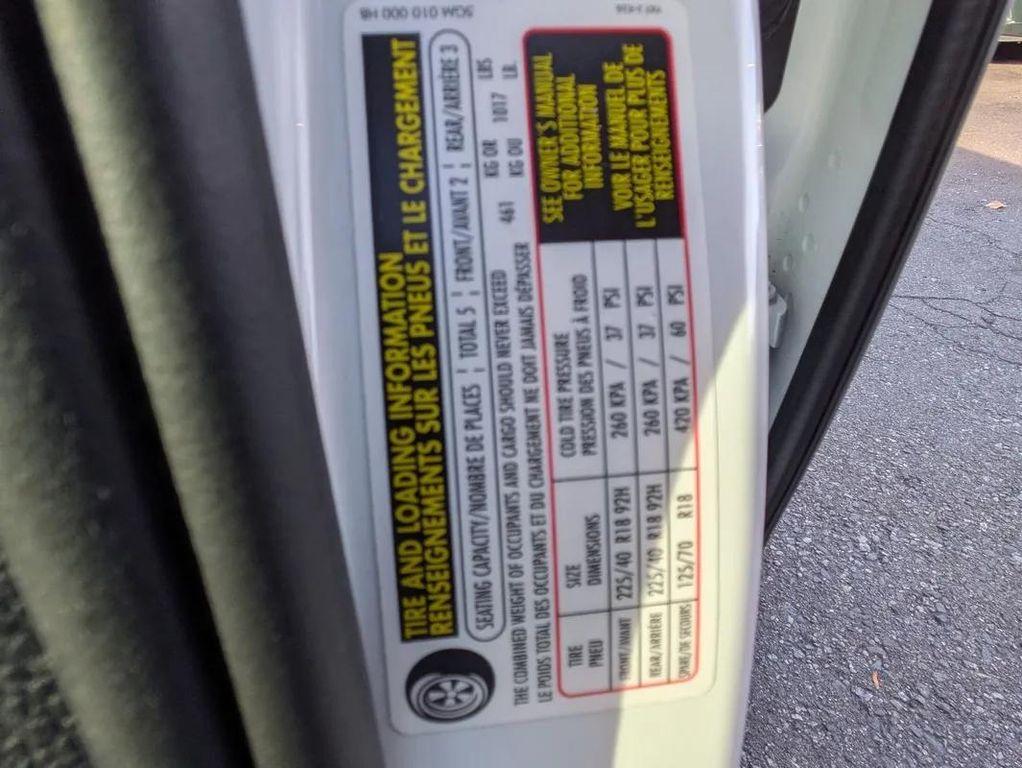 5GM 010 000 HB
TIRE AND LOADING INFORMATION
RENSEIGNEMENTS SUR LES PNEUS ET LE CHARGEMENT
SEATING CAPACITY/NOMBRE DE PLACES | TOTAL 5 | FRONT/AVANT 2 | REAR/ARRIÈRE 3
THE COMBINED WEIGHT OF OCCUPANTS AND CARGO SHOULD NEVER EXCEED 461 KG OR 1017 LBS
LE POIDS TOTAL DES OCCUPANTS ET DU CHARGEMENT NE DOIT JAMAIS DÉPASSER KG OU LB.
TIRE SIZE COLD TIRE PRESSURE
PNEU DIMENSIONS PRESSION DES PNEUS À FROID
FRONT/AVANT 225/40 R18 92H 260 KPA / 37 PSI
REAR/ARRIÈRE 225/40 R18 92H 260 KPA / 37 PSI
SPARE/DE SECOURS 125/70 R18 420 KPA / 60 PSI
SEE OWNER'S MANUAL
FOR ADDITIONAL
INFORMATION
VOIR LE MANUEL DE
L'USAGER POUR PLUS DE
RENSEIGNEMENTS